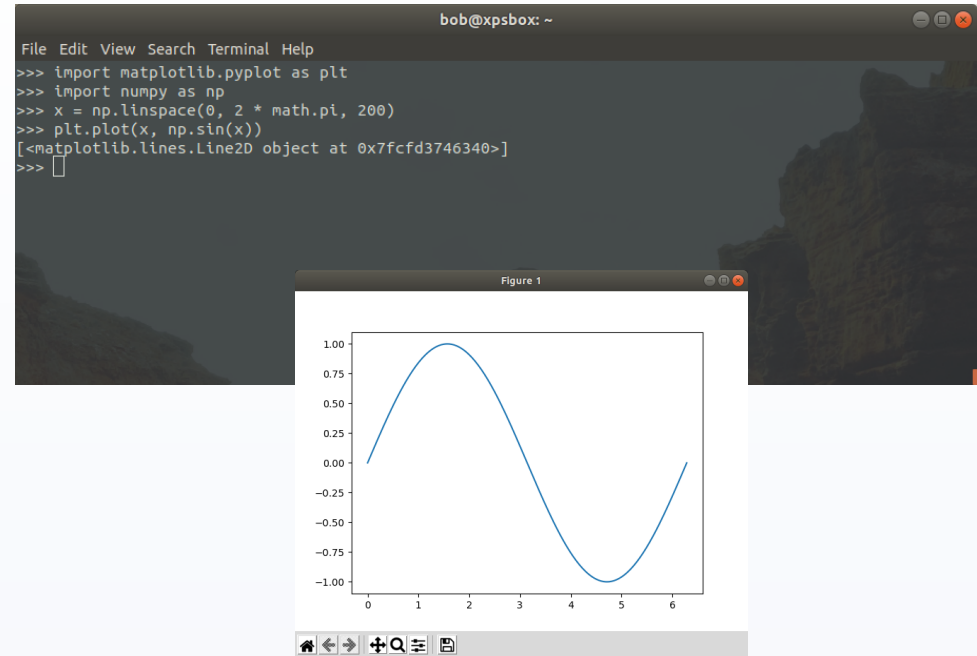 bob@xpsbox: ~
File Edit View Search Terminal Help
>>> import matplotlib.pyplot as plt
>>> import numpy as np
>>> x = np.linspace(0, 2 * math.pi, 200)
>>> plt.plot(x, np.sin(x))
[<matplotlib.lines.Line2D object at 0x7fcfd3746340>]
>>>
Figure 1
1.00
0.75
0.50
0.25
0.00
−0.25
−0.50
−0.75
−1.00
0 1 2 3 4 5 6